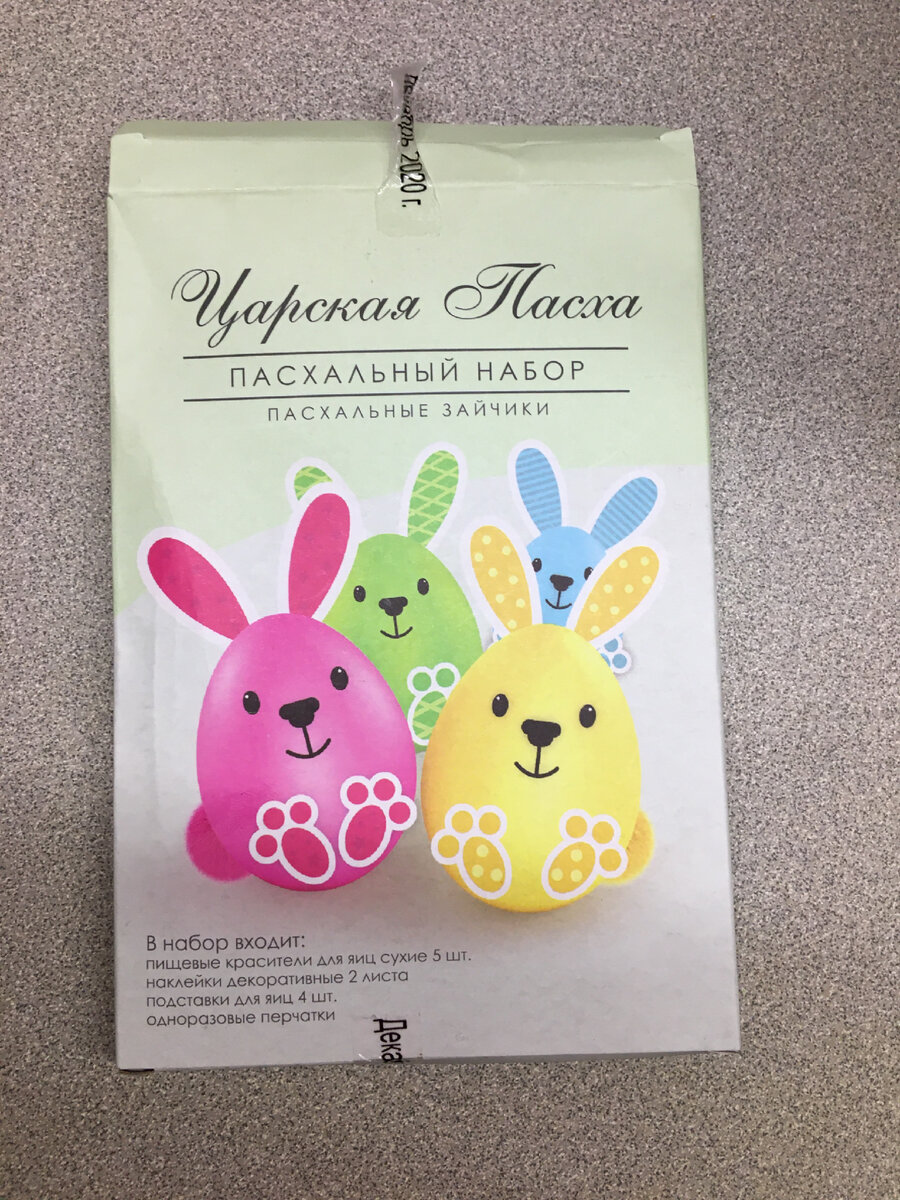 2020 г.
Царская Пасха
ПАСХАЛЬНЫЙ НАБОР
ПАСХАЛЬНЫЕ ЗАЙЧИКИ
В набор входит:
пищевые красители для яиц сухие 5 шт.
наклейки декоративные 2 листа
подставки для яиц 4 шт.
одноразовые перчатки
Дека